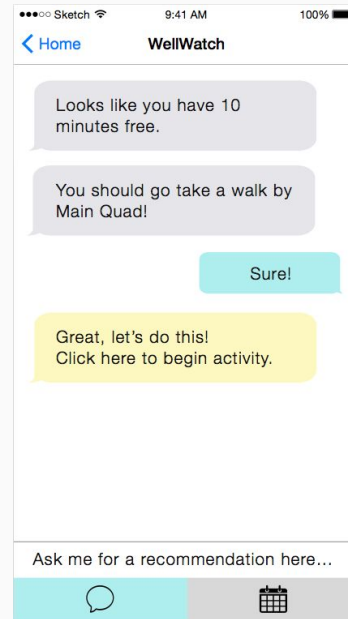 Sketch 9:41 AM 100%
Home WellWatch
Looks like you have 10
minutes free.
You should go take a walk by
Main Quad!
Sure!
Great, let's do this!
Click here to begin activity.
Ask me for a recommendation here...